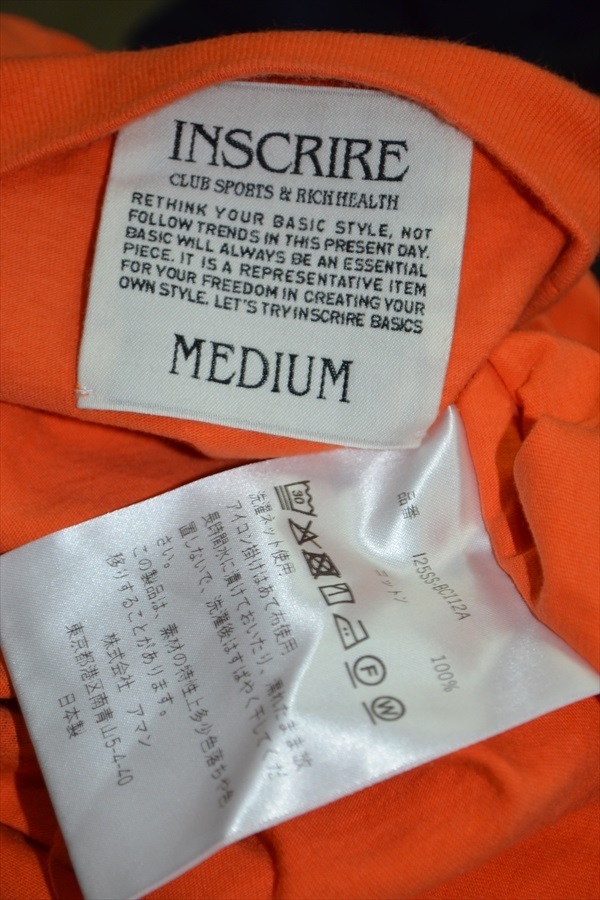 INSCRIRE
CLUB SPORTS & RICH HEALTH
RETHINK YOUR BASIC STYLE, NOT
FOLLOW TRENDS IN THIS PRESENT DAY.
BASIC WILL ALWAYS BE AN ESSENTIAL
PIECE. IT IS A REPRESENTATIVE ITEM
FOR YOUR FREEDOM IN CREATING YOUR
OWN STYLE. LET'S TRY INSCRIRE BASICS
MEDIUM
品番 I25SS-BC112A
コットン 100%
30
F
W
洗濯ネット使用
アイロン掛けはあて布使用
長時間水に漬けておいたり、濡れたまま放
置しないで、洗濯後はすばやく干してくだ
さい。
この製品は、素材の特性上多少色落ちや色
移りすることがあります。
株式会社 アマン
東京都港区南青山5-4-40
日本製